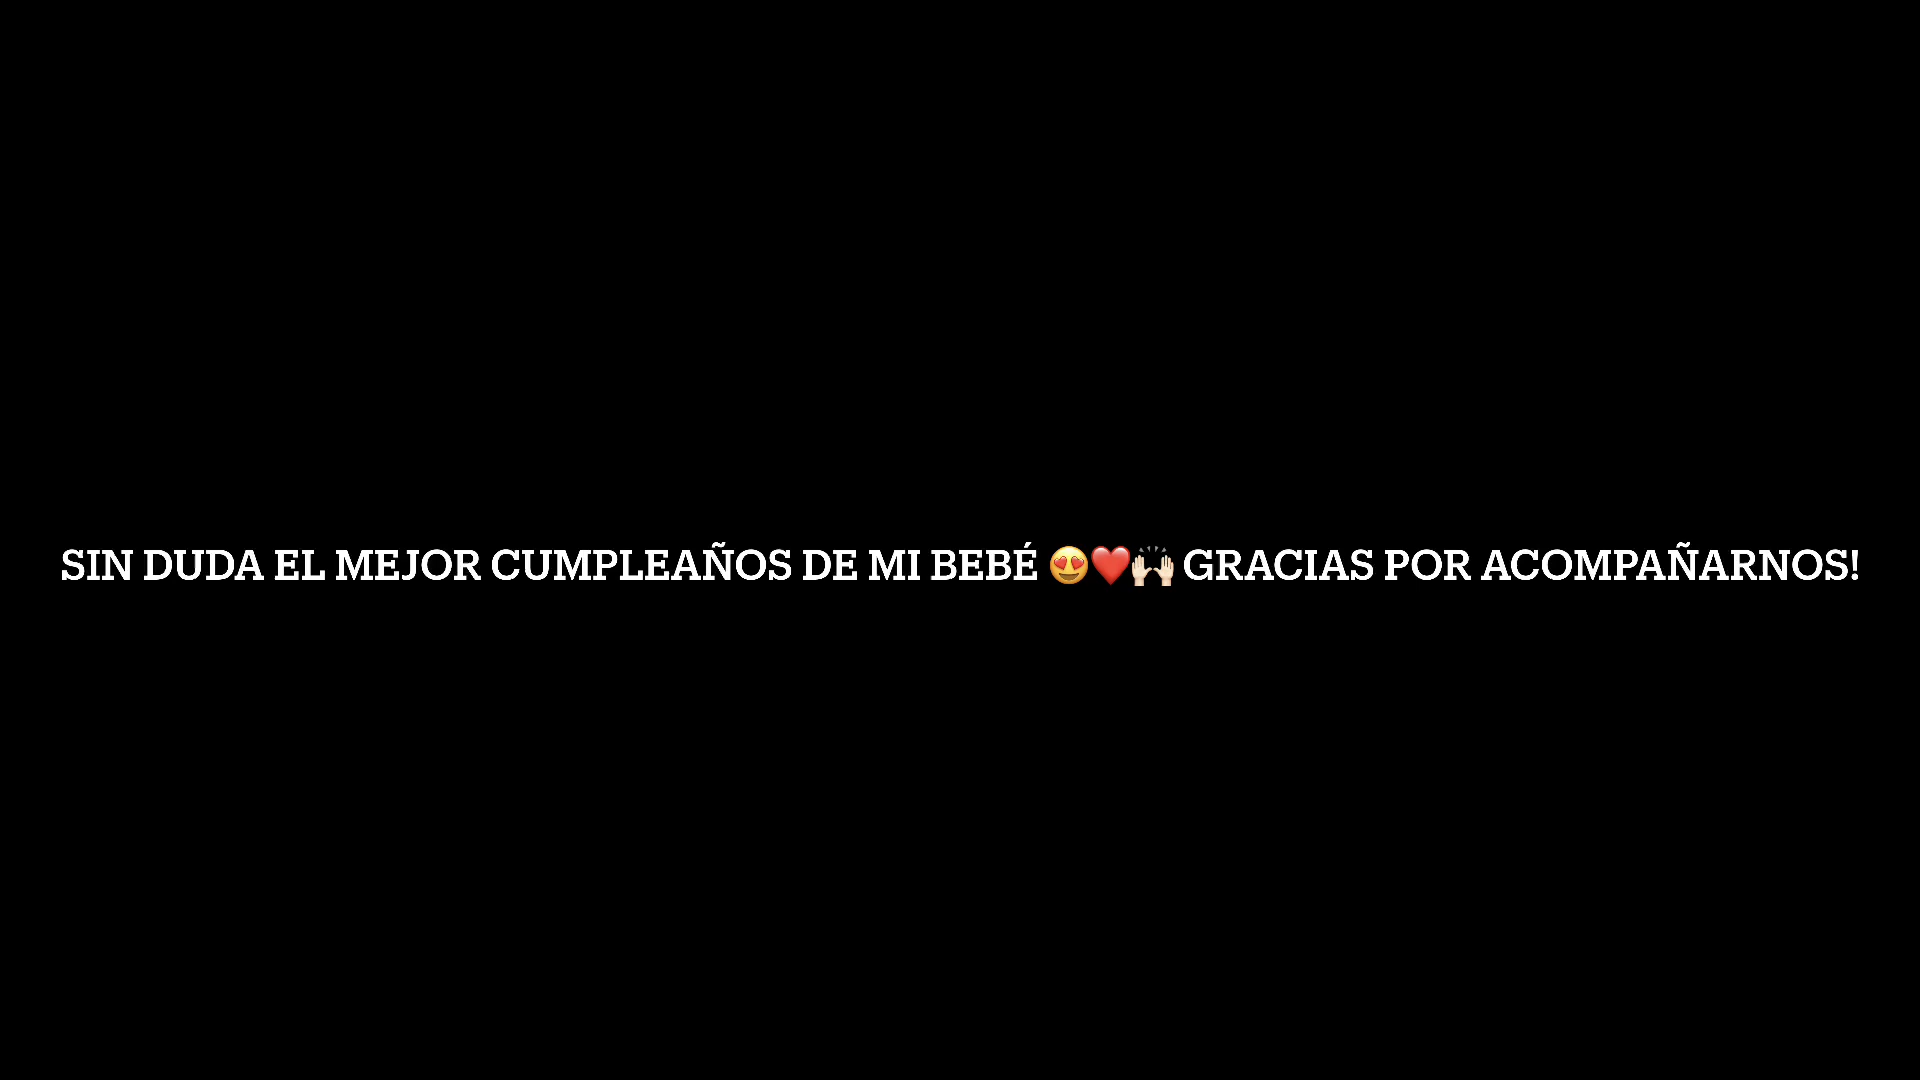 SIN DUDA EL MEJOR CUMPLEAÑOS DE MI BEBÉ 😍❤️🙌🏻 GRACIAS POR ACOMPAÑARNOS!